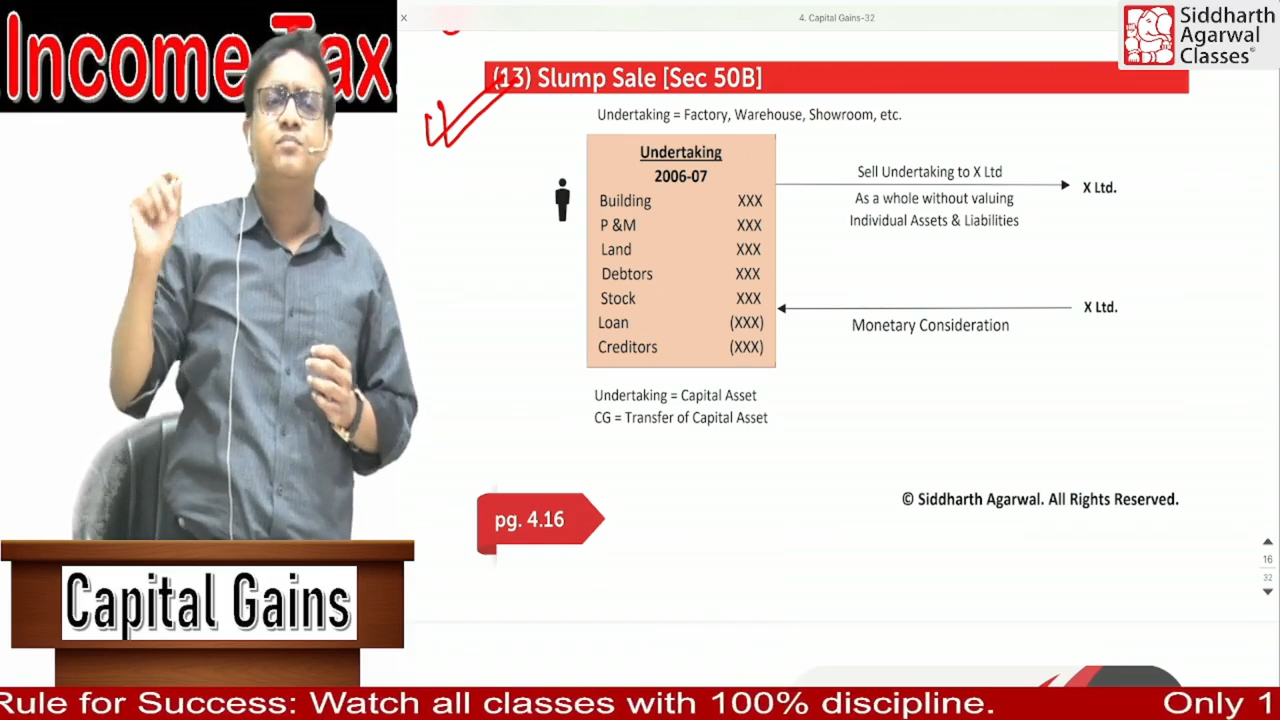 Income Tax
×
4. Capital Gains-32
Siddharth
Agarwal
Classes®
(13) Slump Sale [Sec 50B]
Undertaking = Factory, Warehouse, Showroom, etc.
Undertaking
2006-07
Building XXX
P &M XXX
Land XXX
Debtors XXX
Stock XXX
Loan (XXX)
Creditors (XXX)
Sell Undertaking to X Ltd
As a whole without valuing
Individual Assets & Liabilities
X Ltd.
X Ltd.
Monetary Consideration
Undertaking = Capital Asset
CG = Transfer of Capital Asset
© Siddharth Agarwal. All Rights Reserved.
pg. 4.16
16
32
Capital Gains
Rule for Success: Watch all classes with 100% discipline. Only 1